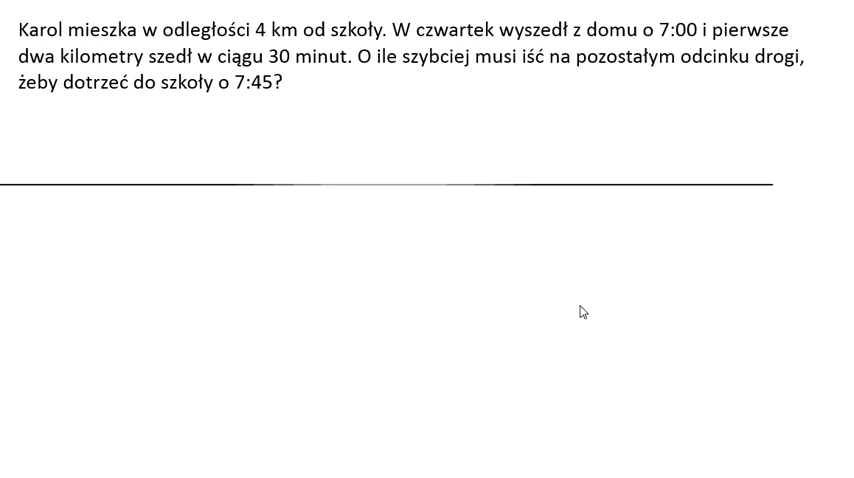 Karol mieszka w odległości 4 km od szkoły. W czwartek wyszedł z domu o 7:00 i pierwsze
dwa kilometry szedł w ciągu 30 minut. O ile szybciej musi iść na pozostałym odcinku drogi,
żeby dotrzeć do szkoły o 7:45?